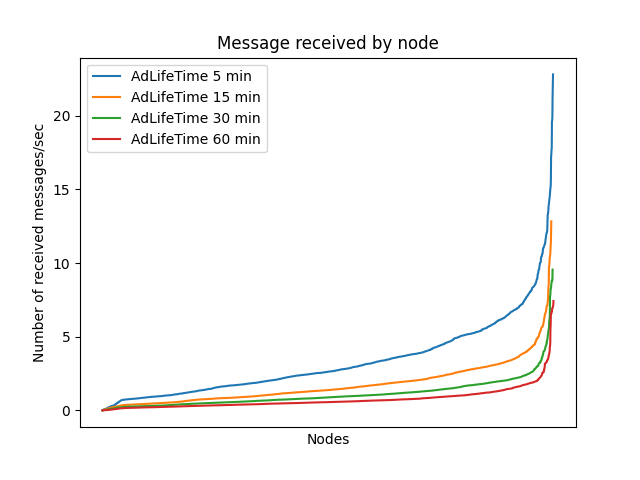 Message received by node
AdLifeTime 5 min
AdLifeTime 15 min
AdLifeTime 30 min
AdLifeTime 60 min
Number of received messages/sec
20
15
10
5
0
Nodes